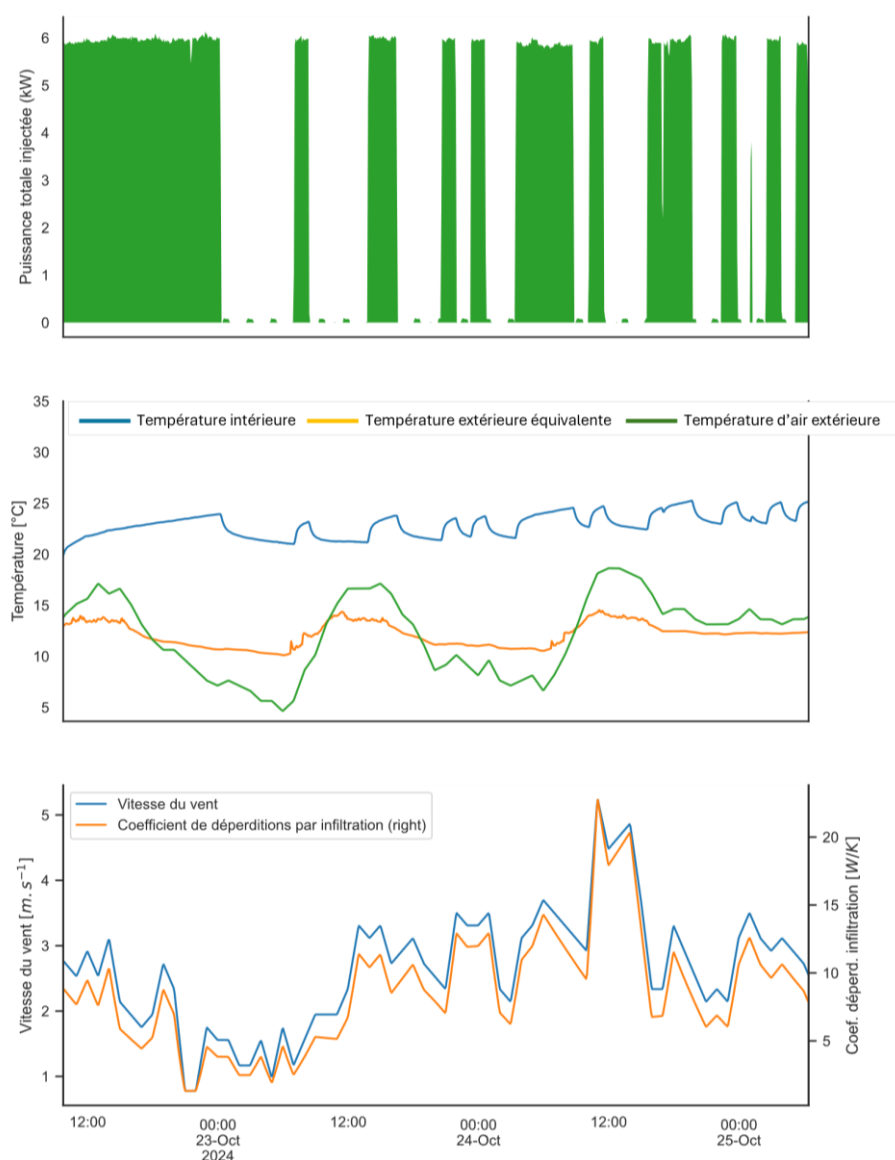 Puissance totale injectée (kW)
6
5
4
3
2
1
0
Température [°C]
35
30
25
20
15
10
5
Température intérieure Température extérieure équivalente Température d'air extérieure
Vitesse du vent [m. s⁻¹]
5
4
3
2
1
Vitesse du vent
Coefficient de déperditions par infiltration (right)
20
15
10
5
Coef. déperd. infiltration [W/K]
12:00 00:00 12:00 00:00 12:00 00:00
23-Oct 24-Oct 25-Oct
2024